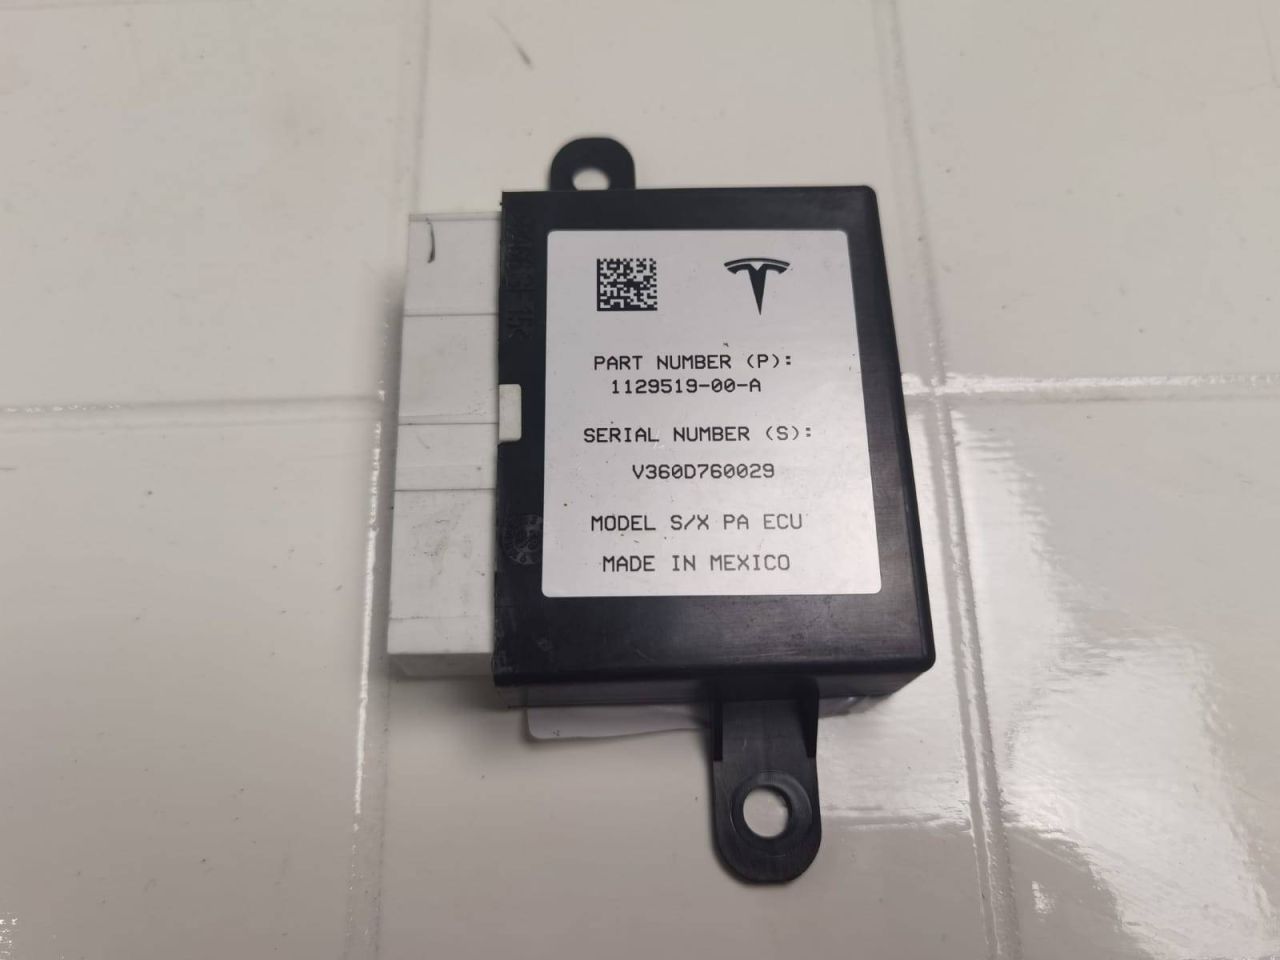 PART NUMBER (P):
1129519-00-A
SERIAL NUMBER (S):
V360D760029
MODEL S/X PA ECU
MADE IN MEXICO